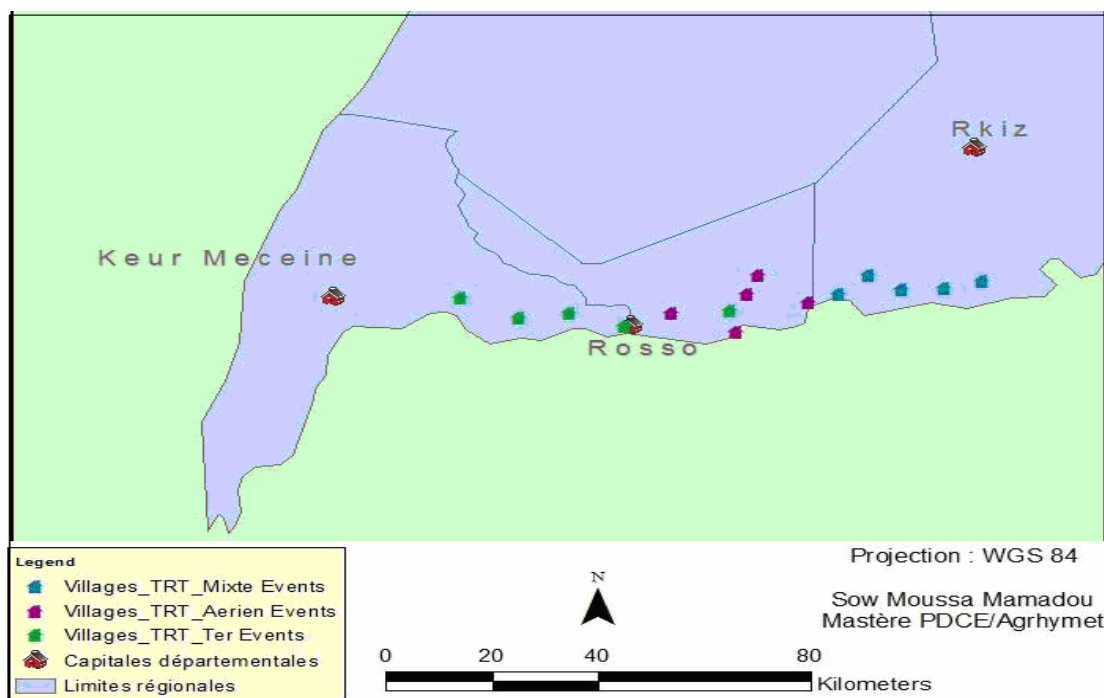 Rkiz
Keur Meceine
Rosso
Legend
Villages_TRT_Mixte Events
Villages_TRT_Aerien Events
Villages_TRT_Ter Events
Capitales départementales
Limites régionales
N
0 20 40 80
Kilometers
Projection : WGS 84
Sow Moussa Mamadou
Mastère PDCE/Agrhymet